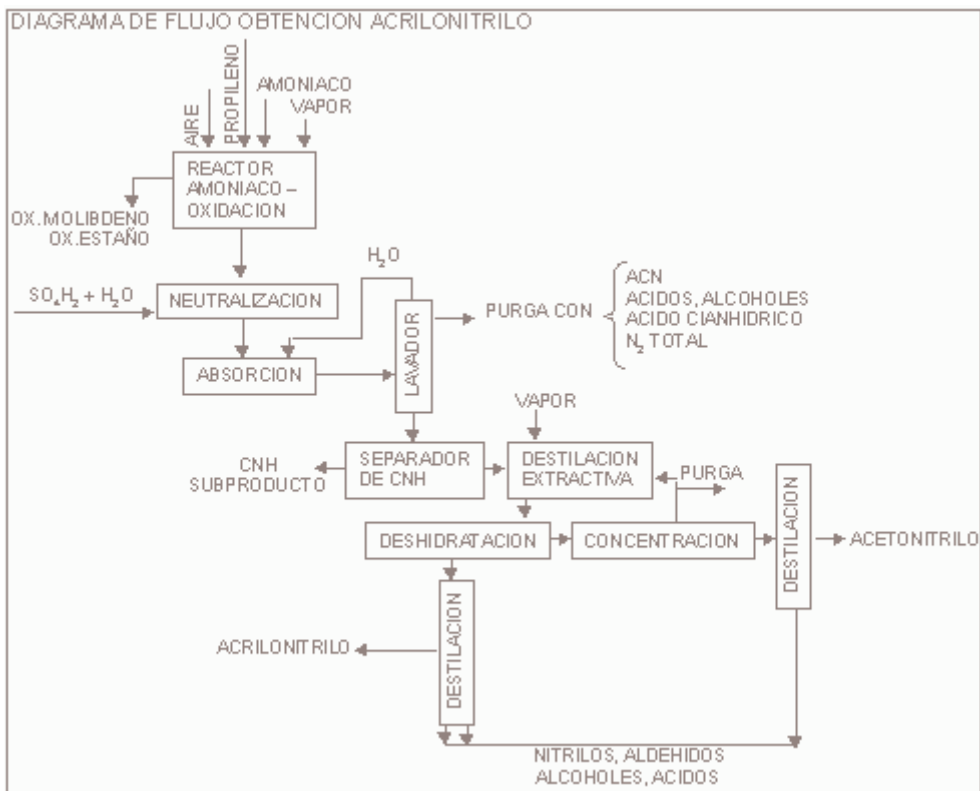 DIAGRAMA DE FLUJO OBTENCION ACRILONITRILO
AIRE
PROPILENO
AMONIACO
VAPOR
REACTOR
AMONIACO –
OXIDACION
OX.MOLIBDENO
OX.ESTAÑO
H₂O
SO₄H₂ + H₂O
NEUTRALIZACION
LAVADOR
PURGA CON
ACN
ACIDOS, ALCOHOLES
ACIDO CIANHIDRICO
N₂ TOTAL
ABSORCION
VAPOR
CNH
SUBPRODUCTO
SEPARADOR
DE CNH
DESTILACION
EXTRACTIVA
PURGA
DESTILACION
DESHIDRATACION
CONCENTRACION
ACETONITRILO
ACRILONITRILO
DESTILACION
NITRILOS, ALDEHIDOS
ALCOHOLES, ACIDOS